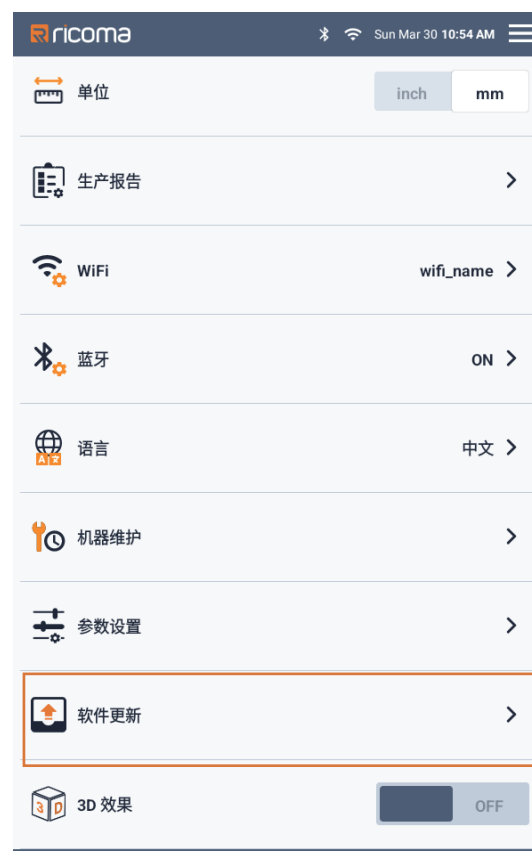 ricoma Sun Mar 30 10:54 AM
单位 inch mm
生产报告
WiFi wifi_name
蓝牙 ON
A 文
语言 中文
机器维护
参数设置
软件更新
3D 3D 效果 OFF